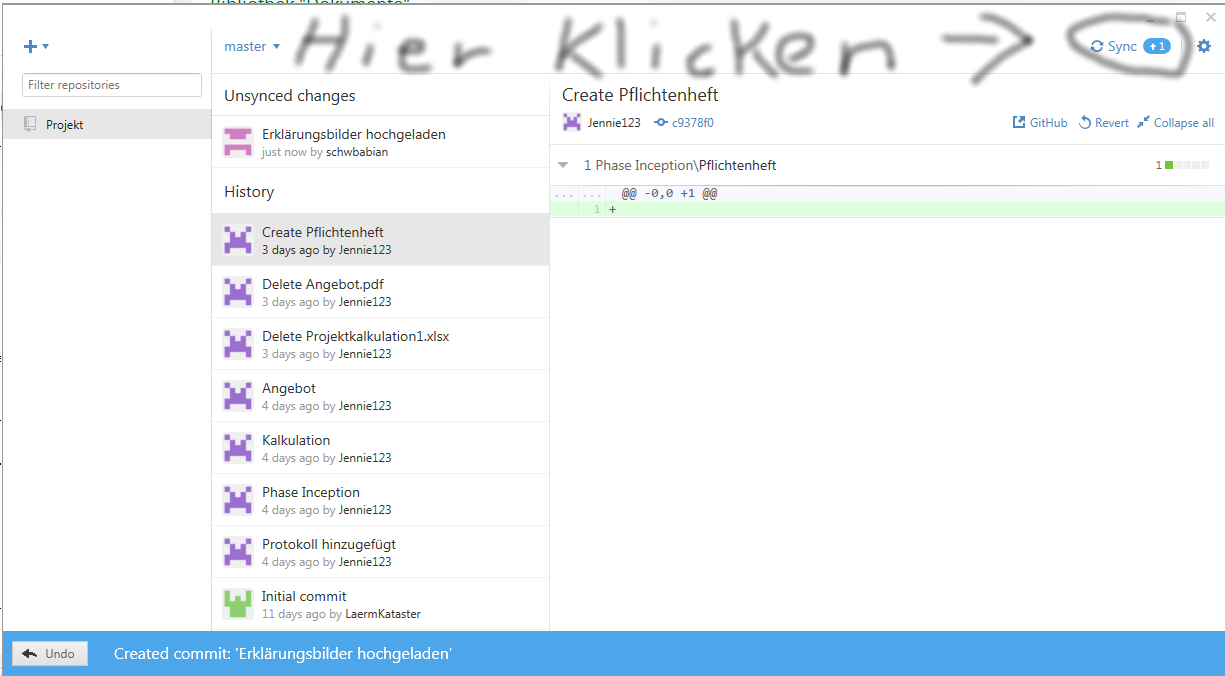 Bibliothek "Dokumente"
master
Hier Klicken →
Sync +1
Filter repositories
Projekt
Unsynced changes
Erklärungsbilder hochgeladen
just now by schwbabian
History
Create Pflichtenheft
3 days ago by Jennie123
Delete Angebot.pdf
3 days ago by Jennie123
Delete Projektkalkulation1.xlsx
3 days ago by Jennie123
Angebot
4 days ago by Jennie123
Kalkulation
4 days ago by Jennie123
Phase Inception
4 days ago by Jennie123
Protokoll hinzugefügt
4 days ago by Jennie123
Initial commit
11 days ago by LaermKataster
Create Pflichtenheft
Jennie123 c9378f0
GitHub Revert Collapse all
1 Phase Inception\Pflichtenheft 1
... ... @@ -0,0 +1 @@
1 +
Undo Created commit: 'Erklärungsbilder hochgeladen'